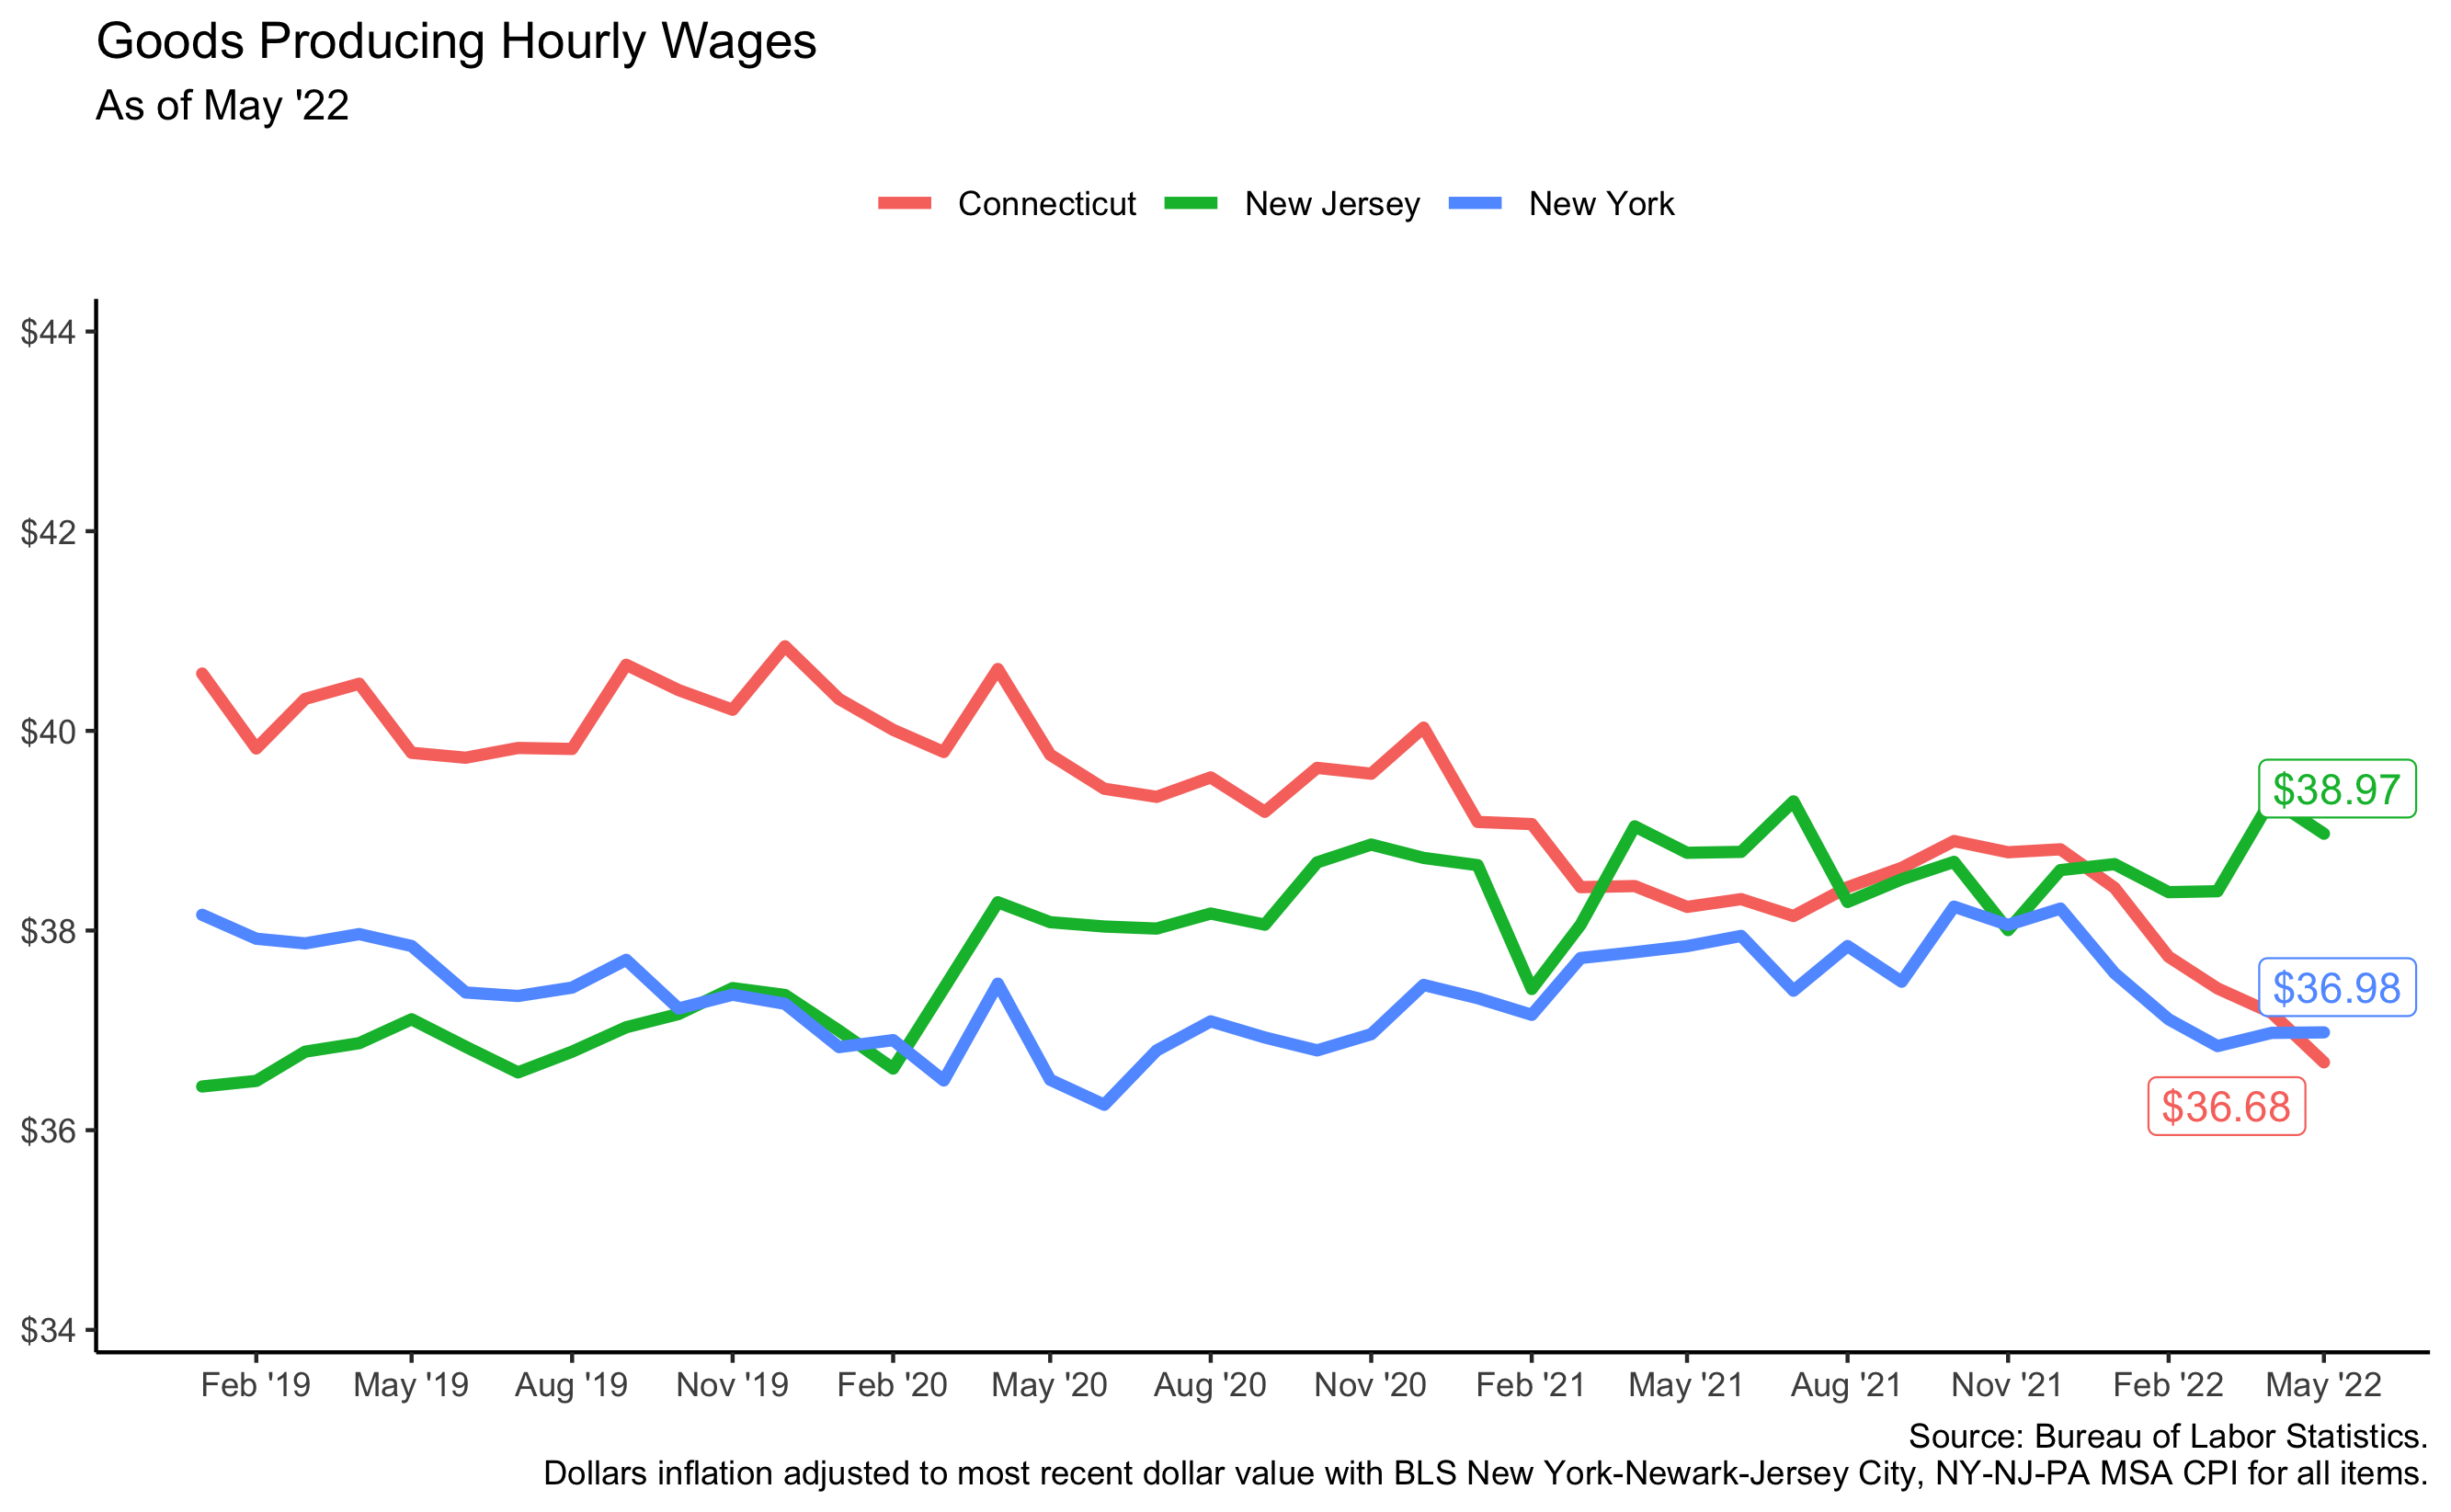 Goods Producing Hourly Wages
As of May '22
Connecticut New Jersey New York
$44
$42
$40
$38
$36
$34
$38.97
$36.98
$36.68
Feb '19 May '19 Aug '19 Nov '19 Feb '20 May '20 Aug '20 Nov '20 Feb '21 May '21 Aug '21 Nov '21 Feb '22 May '22
Source: Bureau of Labor Statistics.
Dollars inflation adjusted to most recent dollar value with BLS New York-Newark-Jersey City, NY-NJ-PA MSA CPI for all items.